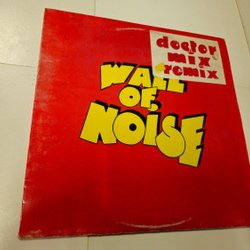 doctor
mix
remix
WALL
OF
NOISE